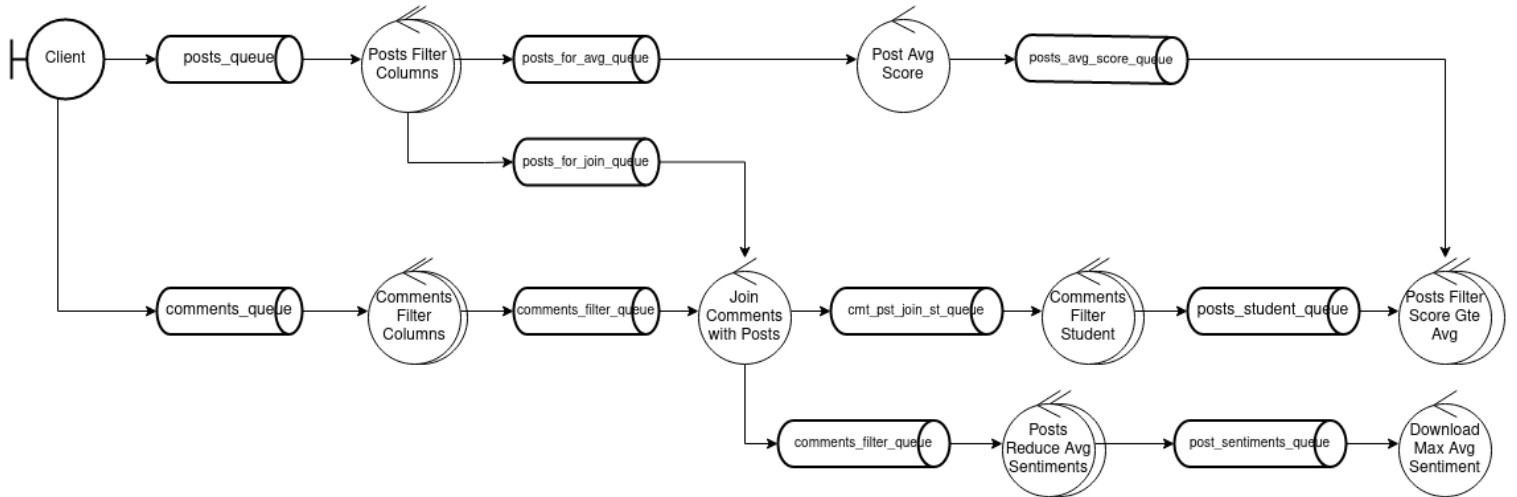 Client
posts_queue
Posts Filter
Columns
posts_for_avg_queue
Post Avg
Score
posts_avg_score_queue
posts_for_join_queue
comments_queue
Comments
Filter
Columns
comments_filter_queue
Join
Comments
with Posts
cmt_pst_join_st_queue
Comments
Filter
Student
posts_student_queue
Posts Filter
Score Gte
Avg
comments_filter_queue
Posts
Reduce Avg
Sentiments
post_sentiments_queue
Download
Max Avg
Sentiment